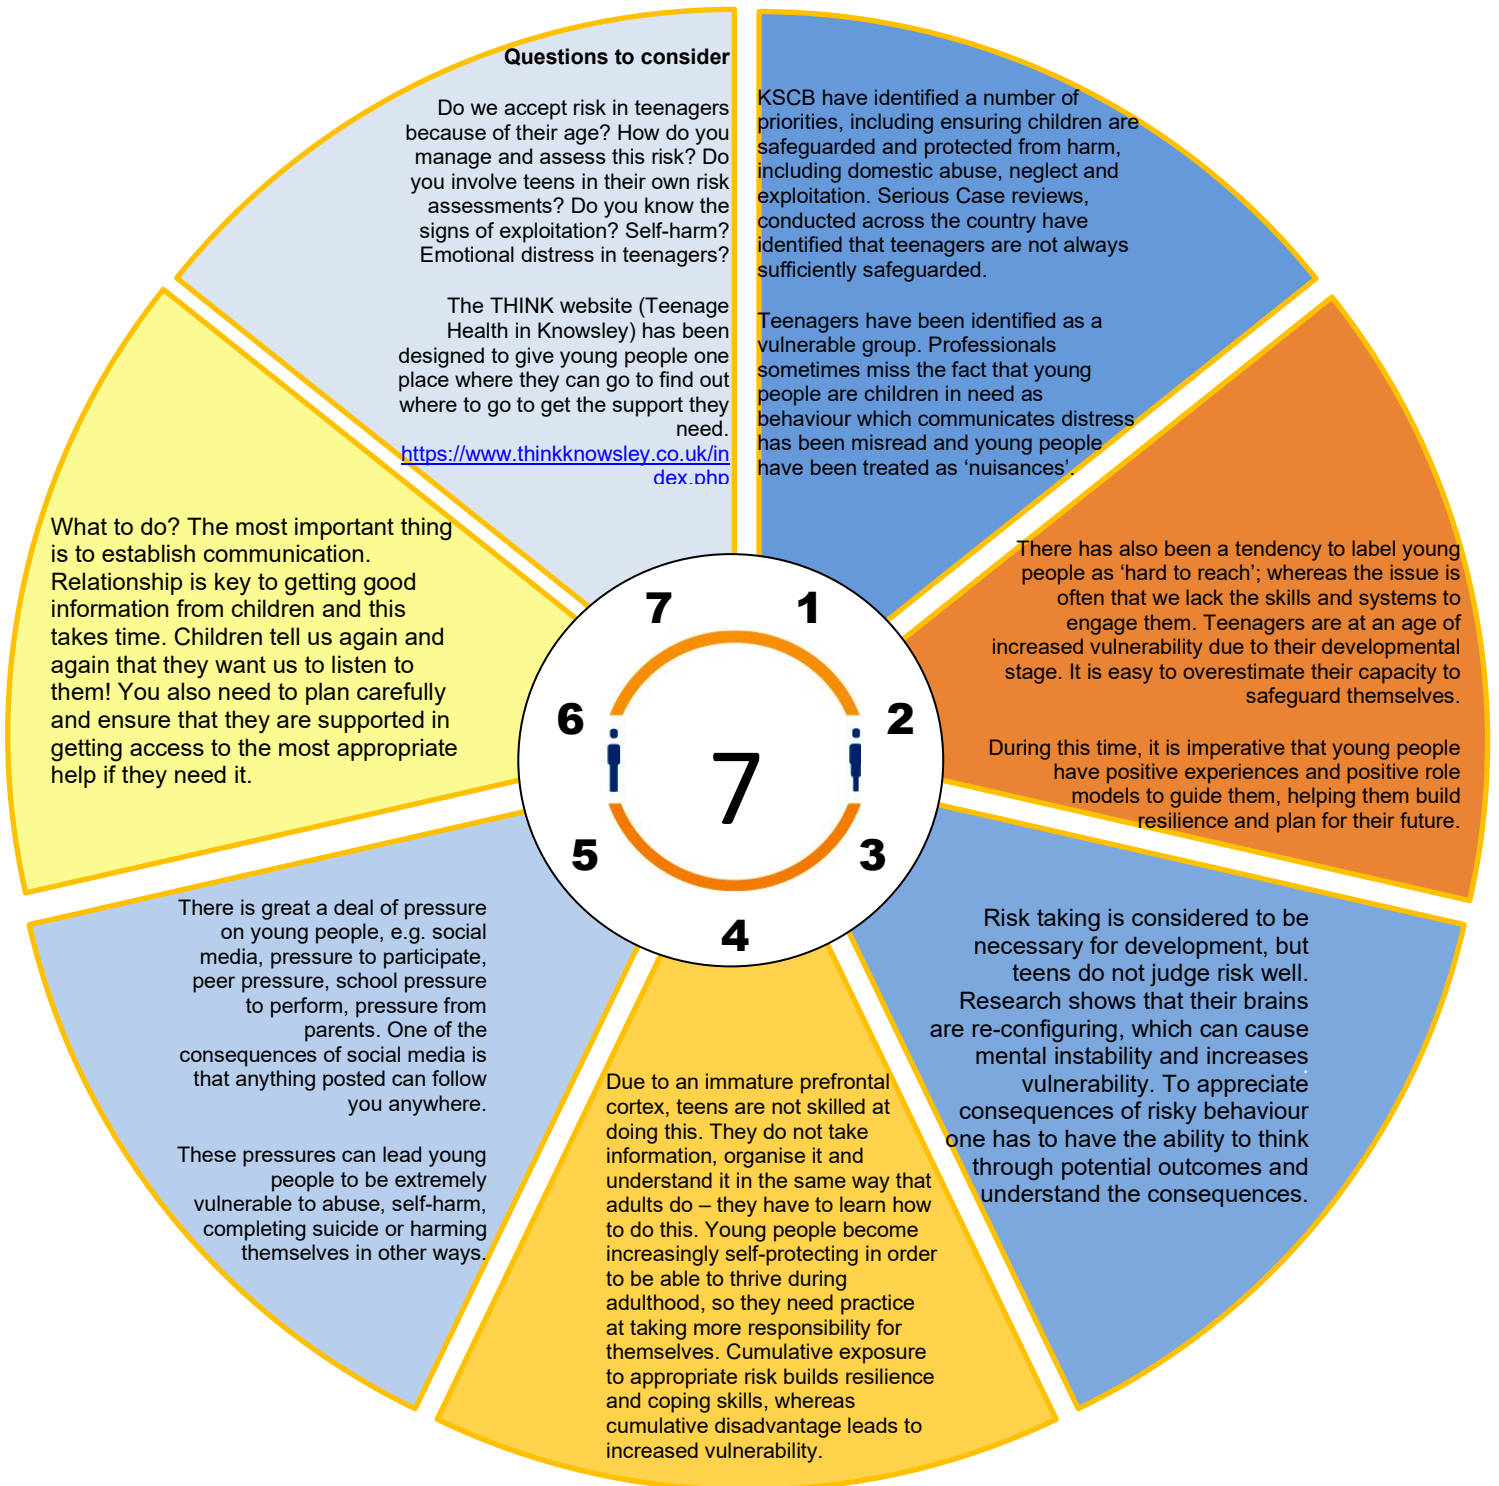 KSCB have identified a number of
priorities, including ensuring children are
safeguarded and protected from harm,
including domestic abuse, neglect and
exploitation. Serious Case reviews,
conducted across the country have
identified that teenagers are not always
sufficiently safeguarded.
Teenagers have been identified as a
vulnerable group. Professionals
sometimes miss the fact that young
people are children in need as
behaviour which communicates distress
has been misread and young people
have been treated as ‘nuisances’.
There has also been a tendency to label young
people as ‘hard to reach’; whereas the issue is
often that we lack the skills and systems to
engage them. Teenagers are at an age of
increased vulnerability due to their developmental
stage. It is easy to overestimate their capacity to
safeguard themselves.
During this time, it is imperative that young people
have positive experiences and positive role
models to guide them, helping them build
resilience and plan for their future.
Risk taking is considered to be
necessary for development, but
teens do not judge risk well.
Research shows that their brains
are re-configuring, which can cause
mental instability and increases
vulnerability. To appreciate
consequences of risky behaviour
one has to have the ability to think
through potential outcomes and
understand the consequences.
Due to an immature prefrontal
cortex, teens are not skilled at
doing this. They do not take
information, organise it and
understand it in the same way that
adults do – they have to learn how
to do this. Young people become
increasingly self-protecting in order
to be able to thrive during
adulthood, so they need practice
at taking more responsibility for
themselves. Cumulative exposure
to appropriate risk builds resilience
and coping skills, whereas
cumulative disadvantage leads to
increased vulnerability.
There is great a deal of pressure
on young people, e.g. social
media, pressure to participate,
peer pressure, school pressure
to perform, pressure from
parents. One of the
consequences of social media is
that anything posted can follow
you anywhere.
These pressures can lead young
people to be extremely
vulnerable to abuse, self-harm,
completing suicide or harming
themselves in other ways.
What to do? The most important thing
is to establish communication.
Relationship is key to getting good
information from children and this
takes time. Children tell us again and
again that they want us to listen to
them! You also need to plan carefully
and ensure that they are supported in
getting access to the most appropriate
help if they need it.
Questions to consider
Do we accept risk in teenagers
because of their age? How do you
manage and assess this risk? Do
you involve teens in their own risk
assessments? Do you know the
signs of exploitation? Self-harm?
Emotional distress in teenagers?
The THINK website (Teenage
Health in Knowsley) has been
designed to give young people one
place where they can go to find out
where to go to get the support they
need.
https://www.thinkknowsley.co.uk/in
dex.php
1
2
3
4
5
6
7
7